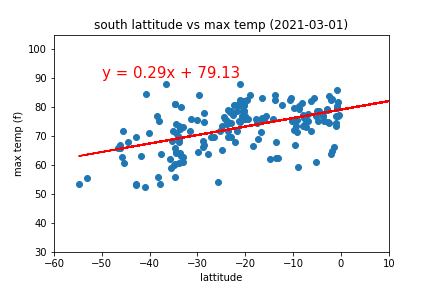 south lattitude vs max temp (2021-03-01)
y = 0.29x + 79.13
max temp (f)
100
90
80
70
60
50
40
30
−60 −50 −40 −30 −20 −10 0 10
lattitude